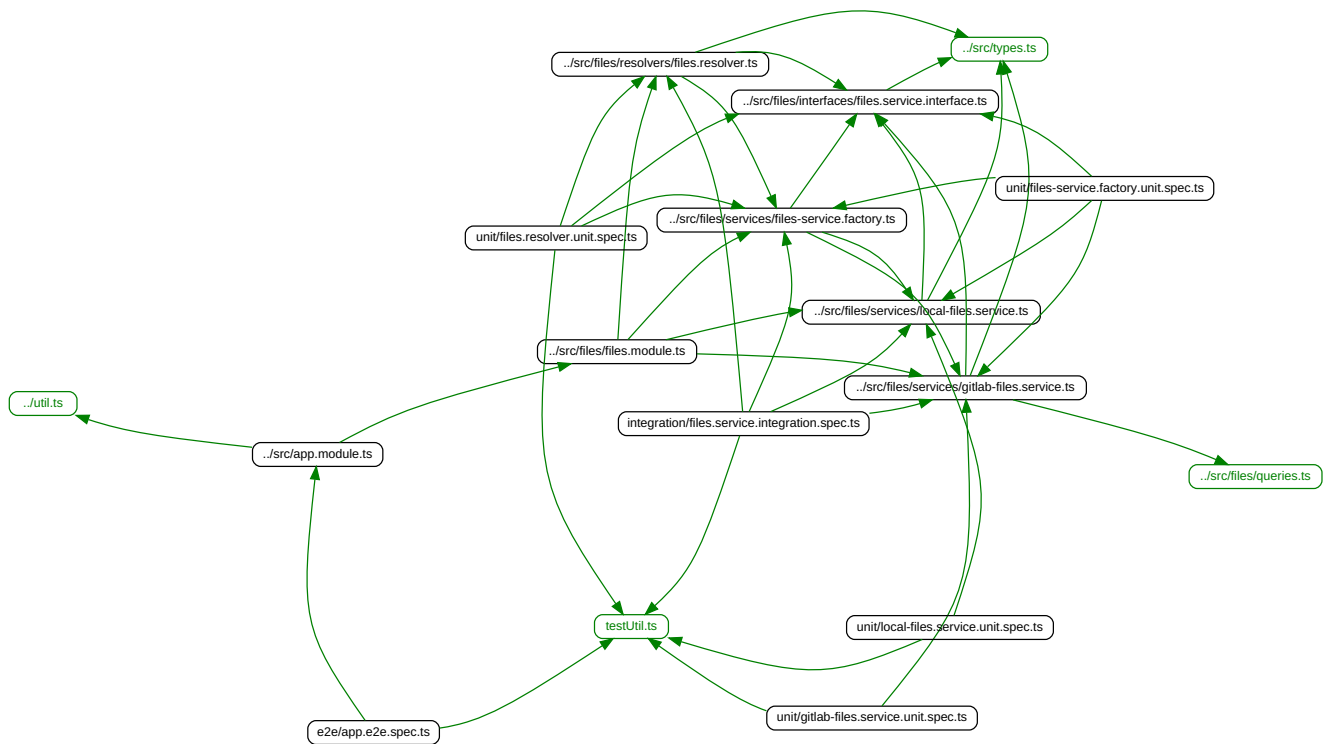 ../src/types.ts
../src/files/resolvers/files.resolver.ts
../src/files/interfaces/files.service.interface.ts
unit/files-service.factory.unit.spec.ts
../src/files/services/files-service.factory.ts
unit/files.resolver.unit.spec.ts
../src/files/services/local-files.service.ts
../src/files/files.module.ts
../src/files/services/gitlab-files.service.ts
../util.ts
integration/files.service.integration.spec.ts
../src/app.module.ts
../src/files/queries.ts
testUtil.ts
unit/local-files.service.unit.spec.ts
unit/gitlab-files.service.unit.spec.ts
e2e/app.e2e.spec.ts